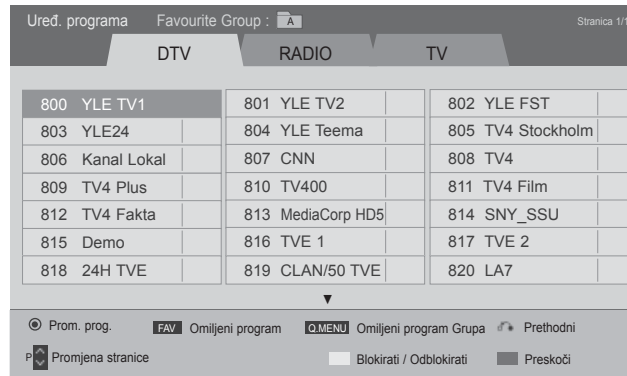 Uređ. programa Favourite Group : A Stranica 1/1
DTV RADIO TV
800 YLE TV1 801 YLE TV2 802 YLE FST
803 YLE24 804 YLE Teema 805 TV4 Stockholm
806 Kanal Lokal 807 CNN 808 TV4
809 TV4 Plus 810 TV400 811 TV4 Film
812 TV4 Fakta 813 MediaCorp HD5 814 SNY_SSU
815 Demo 816 TVE 1 817 TVE 2
818 24H TVE 819 CLAN/50 TVE 820 LA7
Prom. prog. FAV Omiljeni program Q.MENU Omiljeni program Grupa Prethodni
P Promjena stranice Blokirati / Odblokirati Preskoči